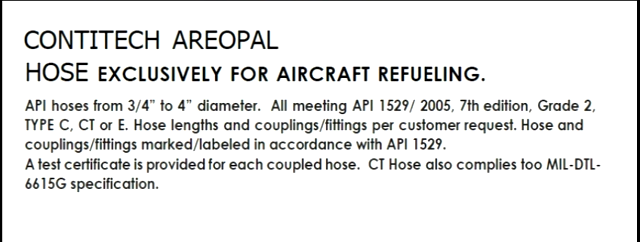 CONTITECH AREOPAL
HOSE EXCLUSIVELY FOR AIRCRAFT REFUELING.
API hoses from 3/4” to 4” diameter. All meeting API 1529/ 2005, 7th edition, Grade 2,
TYPE C, CT or E. Hose lengths and couplings/fittings per customer request. Hose and
couplings/fittings marked/labeled in accordance with API 1529.
A test certificate is provided for each coupled hose. CT Hose also complies too MIL-DTL-
6615G specification.